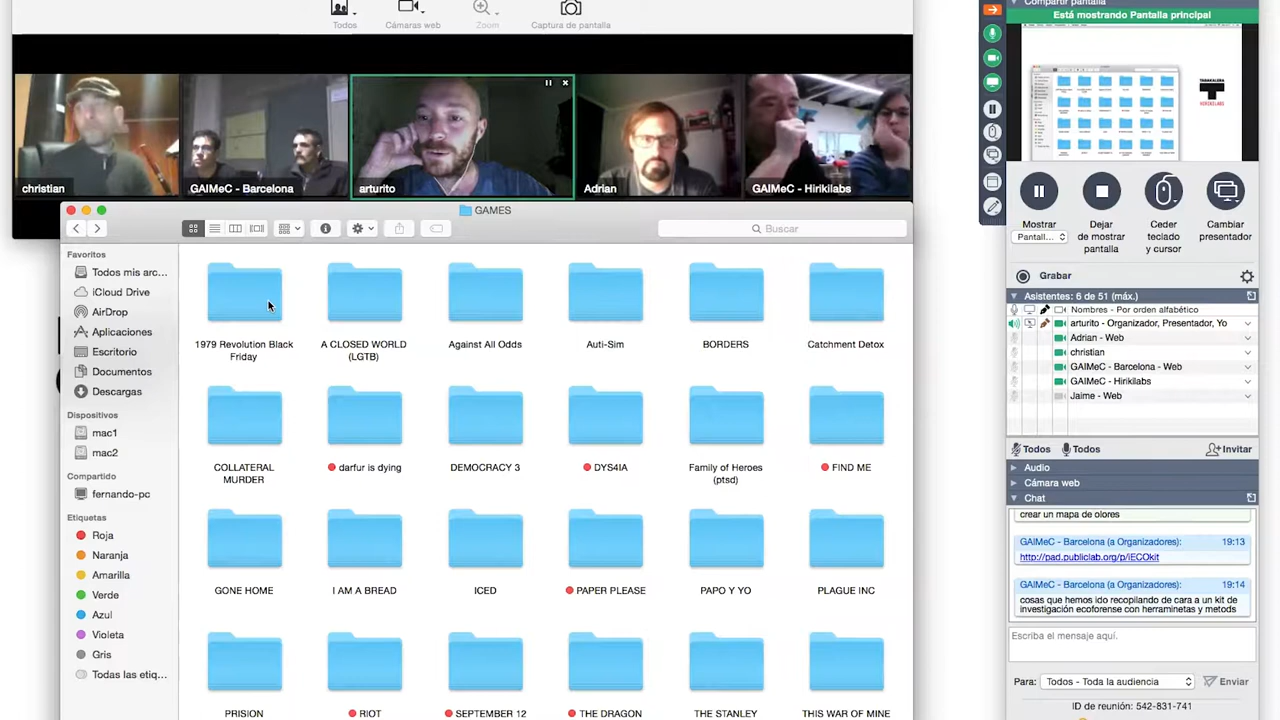 Todos
Cámaras web
Zoom
Captura de pantalla
christian
GAIMeC - Barcelona
arturito
Adrian
GAIMeC - Hirikilabs
GAMES
Buscar
Favoritos
Todos mis arc...
iCloud Drive
AirDrop
Aplicaciones
Escritorio
Documentos
Descargas
Dispositivos
mac1
mac2
Compartido
fernando-pc
Etiquetas
Roja
Naranja
Amarilla
Verde
Azul
Violeta
Gris
Todas las etiq...
1979 Revolution Black
Friday
A CLOSED WORLD
(LGTB)
Against All Odds
Anti-Sim
BORDERS
Catchment Detox
COLLATERAL
MURDER
darfur is dying
DEMOCRACY 3
DYS4IA
Family of Heroes
(ptsd)
FIND ME
GONE HOME
I AM A BREAD
ICED
PAPER PLEASE
PAPO Y YO
PLAGUE INC
PRISION
RIOT
SEPTEMBER 12
THE DRAGON
THE STANLEY
THIS WAR OF MINE
Compartir pantalla
Está mostrando Pantalla principal
TABAKALERA
HIRIKILABS
Mostrar
Pantall...
Dejar
de mostrar
pantalla
Ceder
teclado
y cursor
Cambiar
presentador
Grabar
Asistentes: 6 de 51 (máx.)
Nombres - Por orden alfabético
arturito - Organizador, Presentador, Yo
Adrian - Web
christian
GAIMeC - Barcelona - Web
GAIMeC - Hirikilabs
Jaime - Web
Todos
Todos
Invitar
Audio
Cámara web
Chat
crear un mapa de olores
GAIMeC - Barcelona (a Organizadores): 19:13
http://pad.publiclab.org/p/iECOkit
GAIMeC - Barcelona (a Organizadores): 19:14
cosas que hemos ido recopilando de cara a un kit de
investigación ecoforense con herraminetas y metods
Escriba el mensaje aquí.
Para:
Todos - Toda la audiencia
Enviar
ID de reunión: 542-831-741